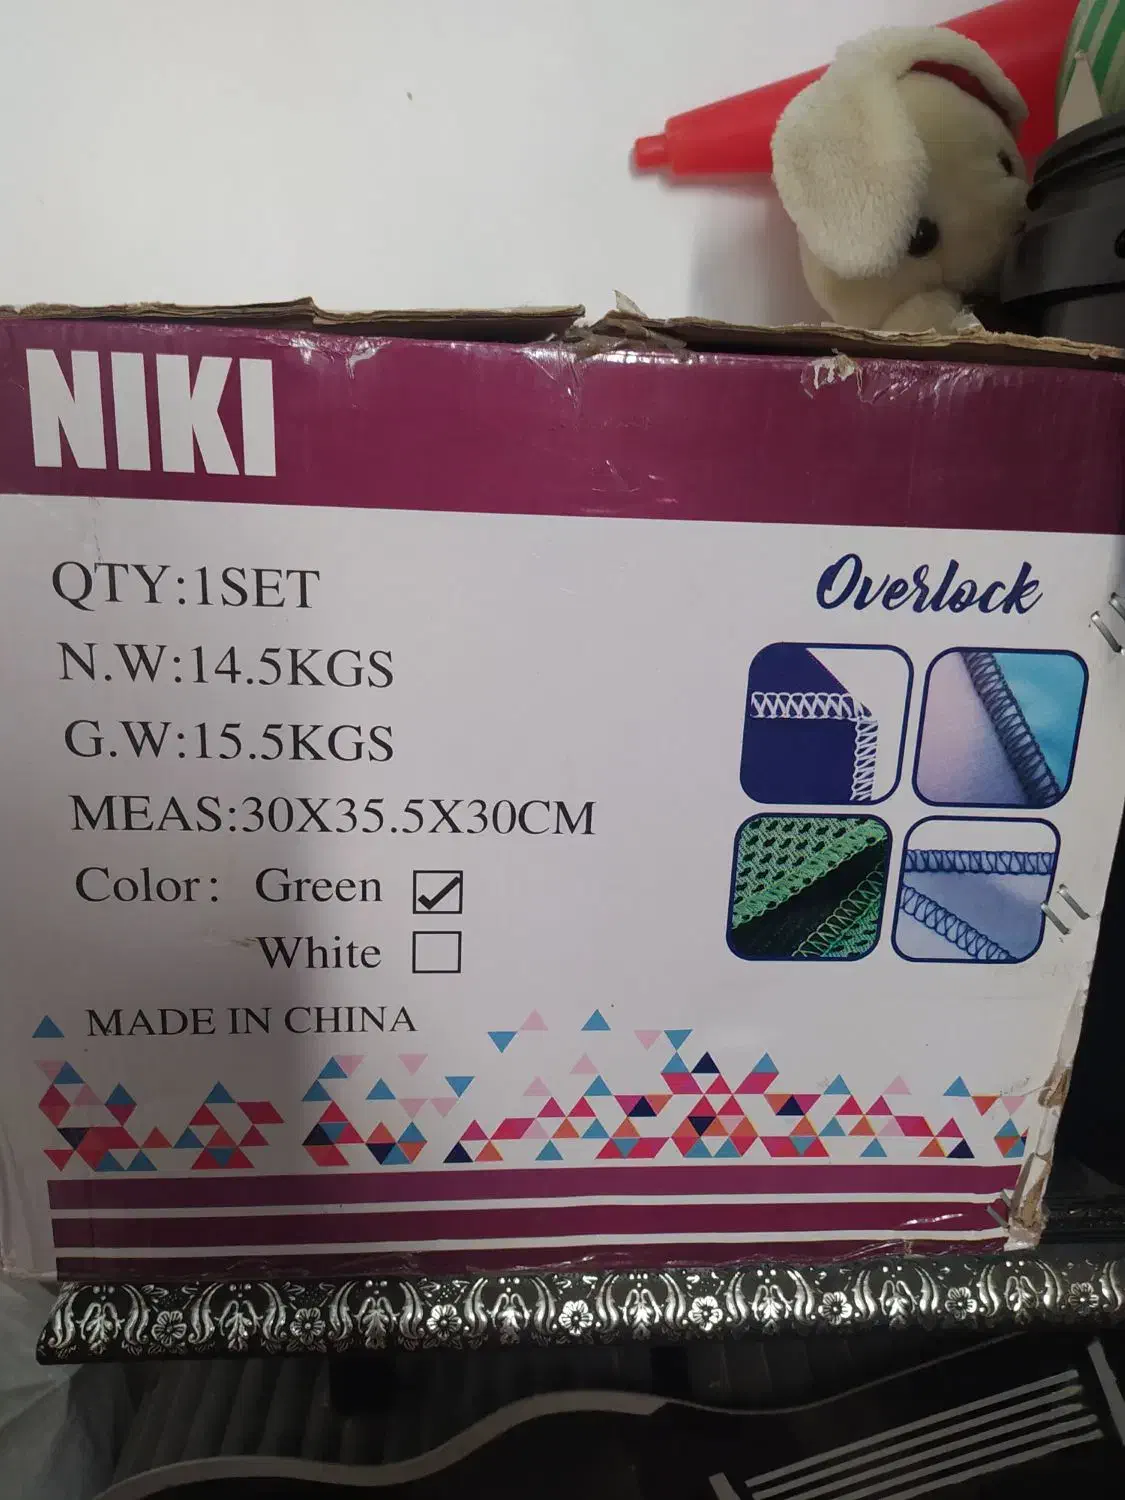 NIKI
QTY:1SET
N.W:14.5KGS
G.W:15.5KGS
MEAS:30X35.5X30CM
Color: Green
White
MADE IN CHINA
Overlock